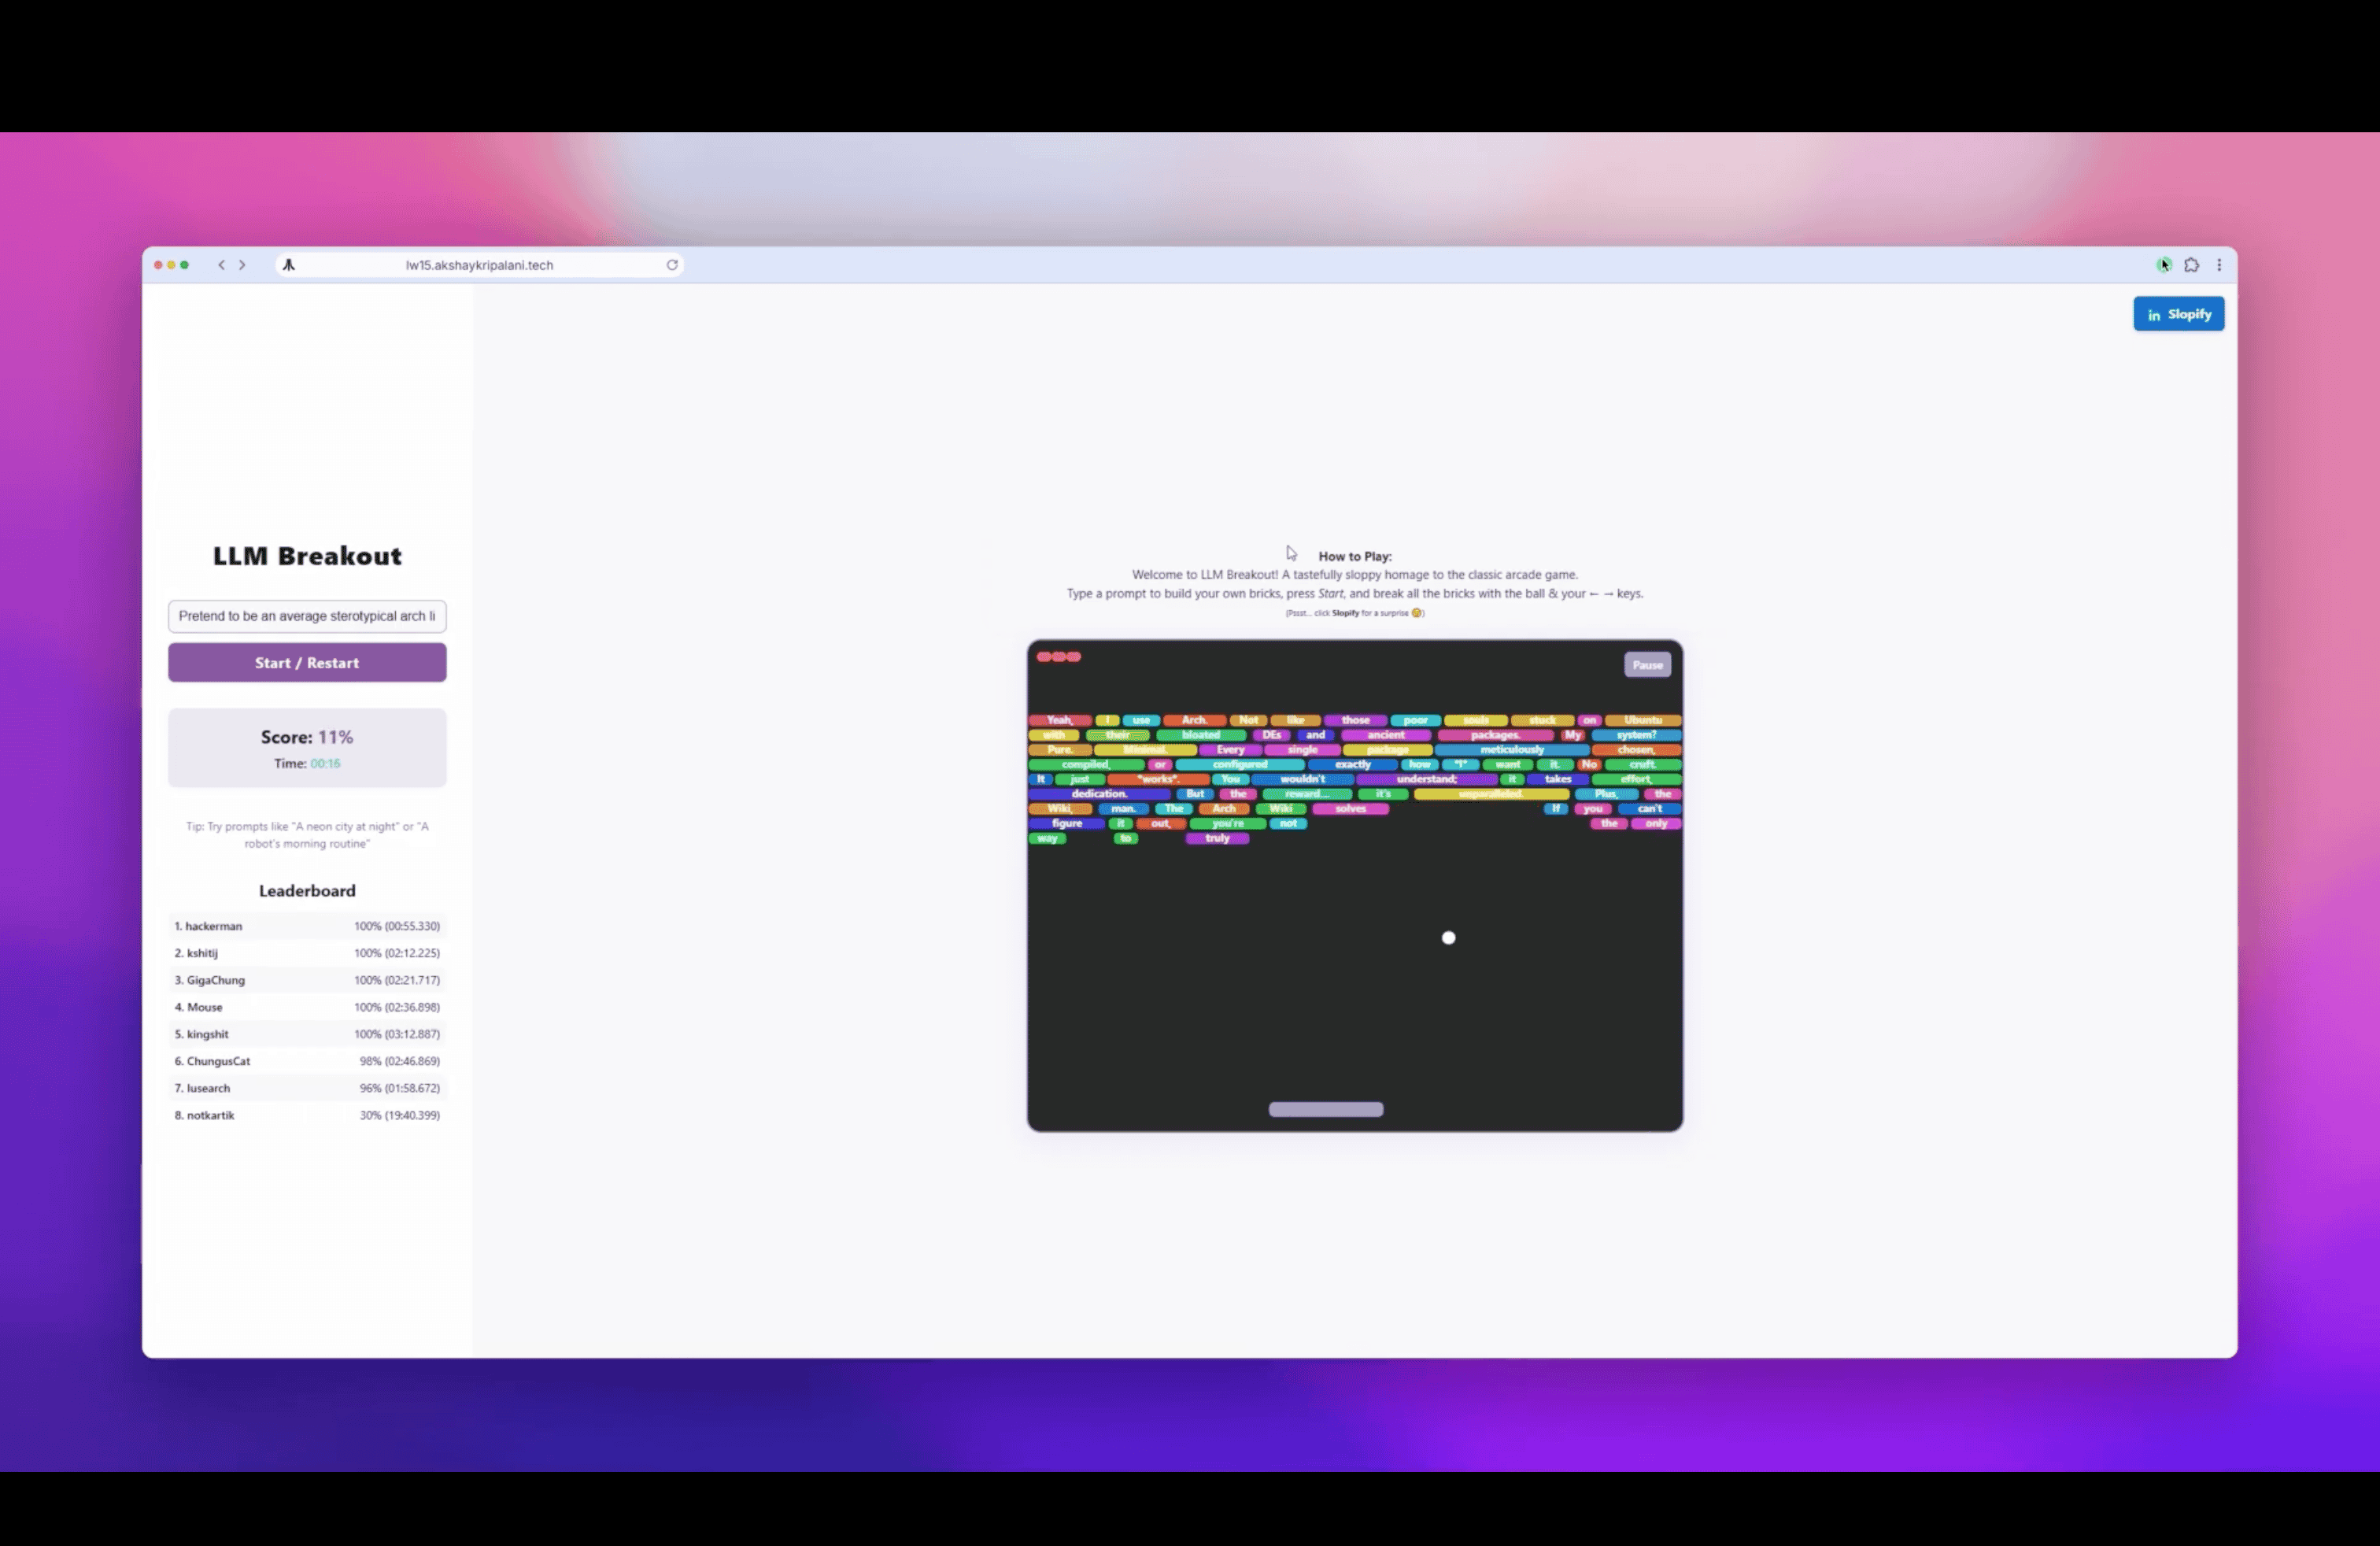 lw15.akshaykripalani.tech
in Slopify
LLM Breakout
Pretend to be an average sterotypical arch li
Start / Restart
Score: 11%
Time: 00:16
Tip: Try prompts like "A neon city at night" or "A
robot's morning routine"
Leaderboard
1. hackerman 100% (00:55.330)
2. kshitij 100% (02:12.225)
3. GigaChung 100% (02:21.717)
4. Mouse 100% (02:36.898)
5. kingshit 100% (03:12.887)
6. ChungusCat 98% (02:46.869)
7. lusearch 96% (01:58.672)
8. notkartik 30% (19:40.399)
How to Play:
Welcome to LLM Breakout! A tastefully sloppy homage to the classic arcade game.
Type a prompt to build your own bricks, press Start, and break all the bricks with the ball & your ← → keys.
(Pssst... click Slopify for a surprise 😉)
Pause
Yeah, I use Arch. Not like those poor souls stuck on Ubuntu
with their bloated DEs and ancient packages. My system?
Pure. Minimal. Every single package meticulously chosen,
compiled, or configured exactly how *I* want it. No cruft.
It just *works*. You wouldn't understand; it takes effort,
dedication. But the reward... it's unparalleled. Plus, the
Wiki, man. The Arch Wiki solves If you can't
figure it out, you're not the only
way to truly